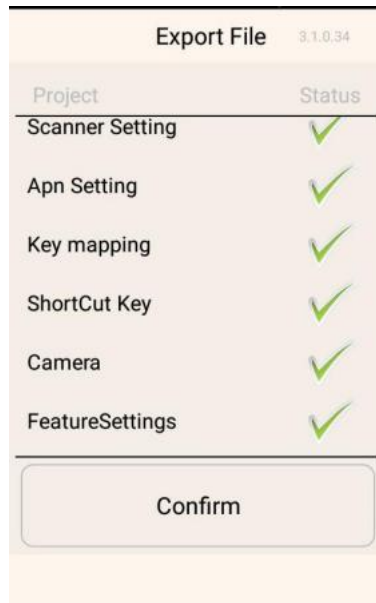 Export File 3.1.0.34
Project Status
Scanner Setting
Apn Setting
Key mapping
ShortCut Key
Camera
FeatureSettings
Confirm